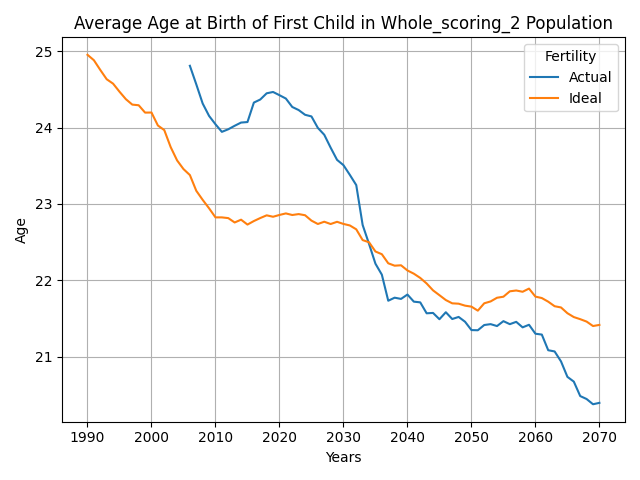 Average Age at Birth of First Child in Whole_scoring_2 Population
Fertility
Actual
Ideal
Age
25
24
23
22
21
1990 2000 2010 2020 2030 2040 2050 2060 2070
Years